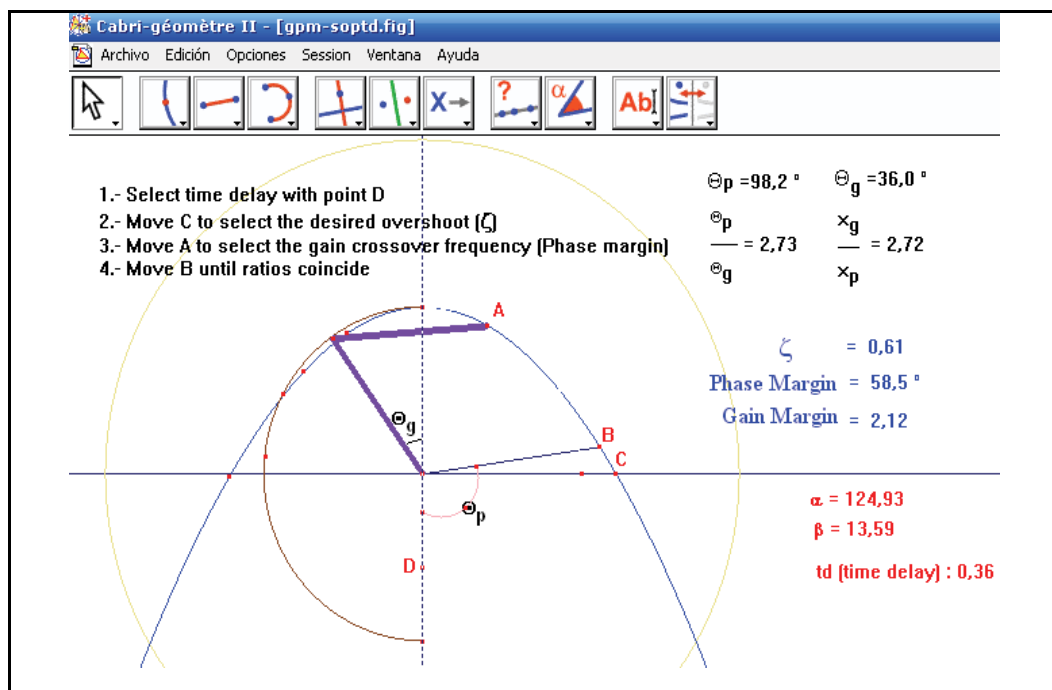 Cabri-géomètre II - [gpm-soptd.fig]
Archivo Edición Opciones Session Ventana Ayuda
X ? α Ab
1.- Select time delay with point D
2.- Move C to select the desired overshoot (ζ)
3.- Move A to select the gain crossover frequency (Phase margin)
4.- Move B until ratios coincide
Θp =98,2 ° Θg =36,0 °
Θp / Θg = 2,73 xg / xp = 2,72
ζ = 0,61
Phase Margin = 58,5 °
Gain Margin = 2,12
A
Θg
B
C
Θp
D
α = 124,93
β = 13,59
td (time delay) : 0,36